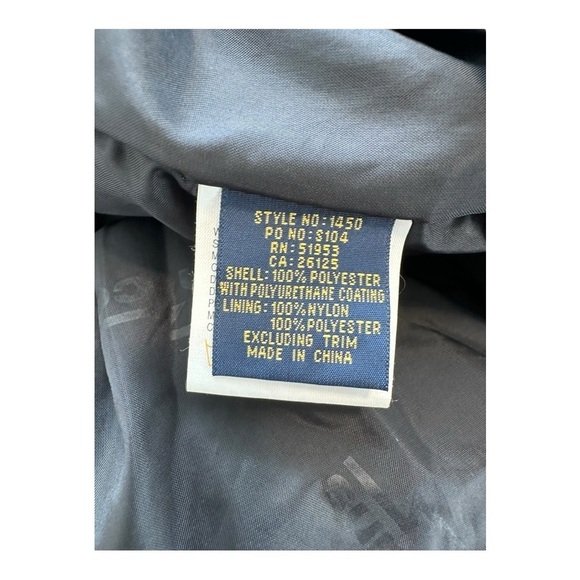 STYLE NO:1450
PO NO:S104
RN:51953
CA:26125
SHELL:100% POLYESTER
WITH POLYURETHANE COATING
LINING:100%NYLON
100%POLYESTER
EXCLUDING TRIM
MADE IN CHINA
W
S
M
C
D
D
P
M
C